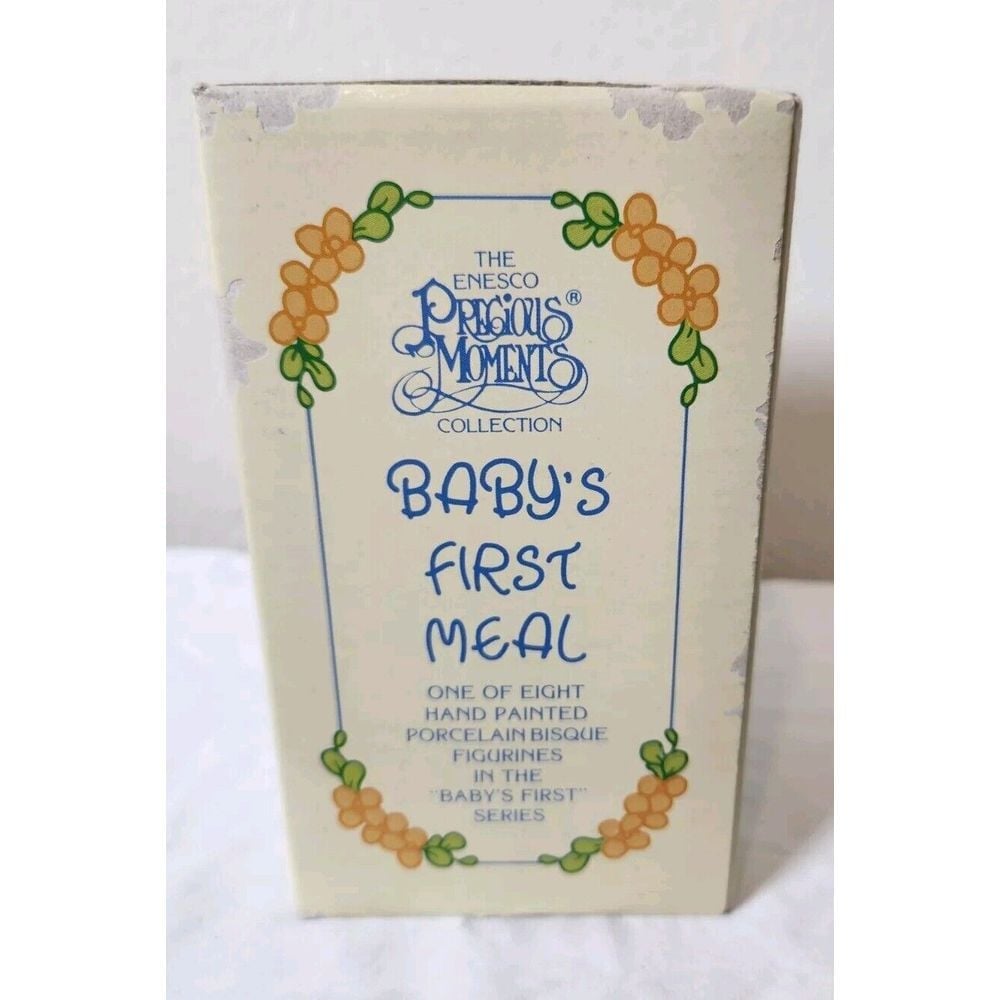 THE
ENESCO
PRECIOUS®
MOMENTS
COLLECTION
BABY'S
FIRST
MEAL
ONE OF EIGHT
HAND PAINTED
PORCELAIN BISQUE
FIGURINES
IN THE
"BABY'S FIRST"
SERIES